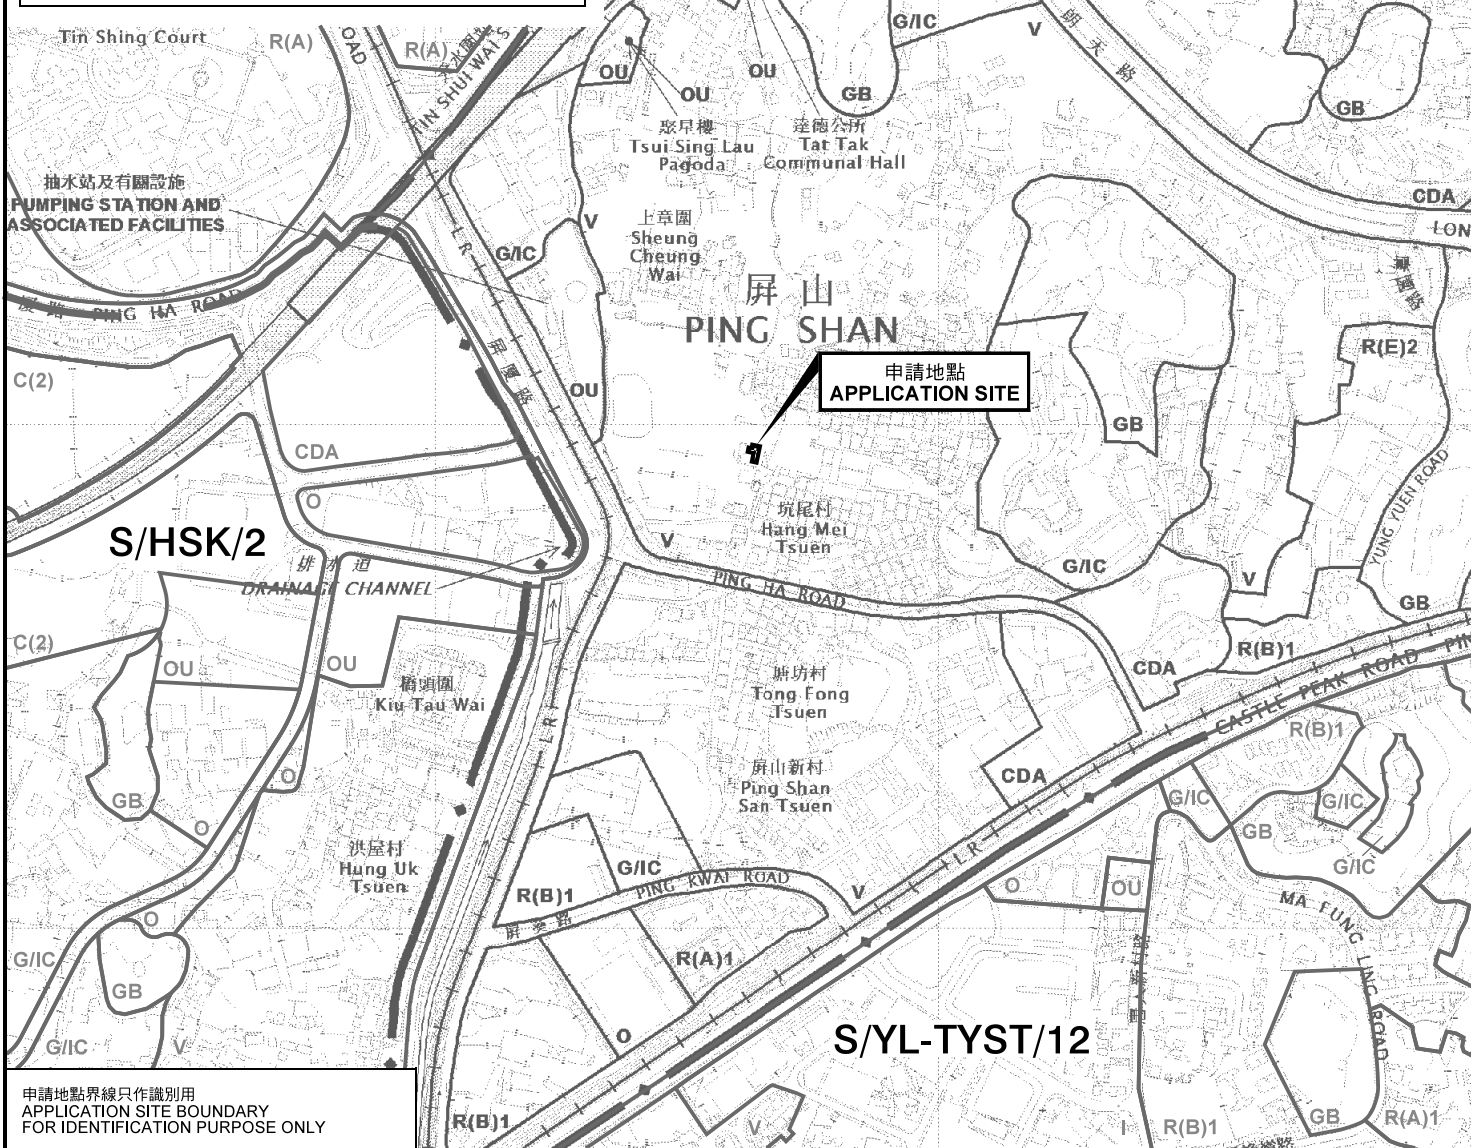 Tin Shing Court
R(A)
OAD
R(A)
TIN SHUI WAI S
OU
OU
OU
G/IC
V
朗天路
GB
GB
聚星樓
Tsui Sing Lau
Pagoda
達德公所
Tat Tak
Communal Hall
抽水站及有關設施
PUMPING STATION AND
ASSOCIATED FACILITIES
CDA
LON
V
上章圍
Sheung
Cheung
Wai
LR
G/IC
屏山
PING SHAN
屏廈路
PING HA ROAD
C(2)
R(E)2
申請地點
APPLICATION SITE
OU
GB
CDA
O
YUNG YUEN ROAD
坑尾村
Hang Mei
Tsuen
S/HSK/2
V
排水道
DRAINAGE CHANNEL
G/IC
V
PING HA ROAD
GB
C(2)
OU
OU
橋頭圍
Kiu Tau Wai
LR
塘坊村
Tong Fong
Tsuen
CDA
R(B)1
CASTLE PEAK ROAD - PIN
R(B)1
屏山新村
Ping Shan
San Tsuen
CDA
O
GB
O
G/IC
G/IC
GB
洪屋村
Hung Uk
Tsuen
LR
G/IC
R(B)1
G/IC
PING KWAI ROAD
屏葵路
V
O
OU
MA FUNG LING ROAD
O
G/IC
GB
R(A)1
G/IC
V
O
S/YL-TYST/12
申請地點界線只作識別用
APPLICATION SITE BOUNDARY
FOR IDENTIFICATION PURPOSE ONLY
R(B)1
V
I
R(B)1
GB
R(A)1